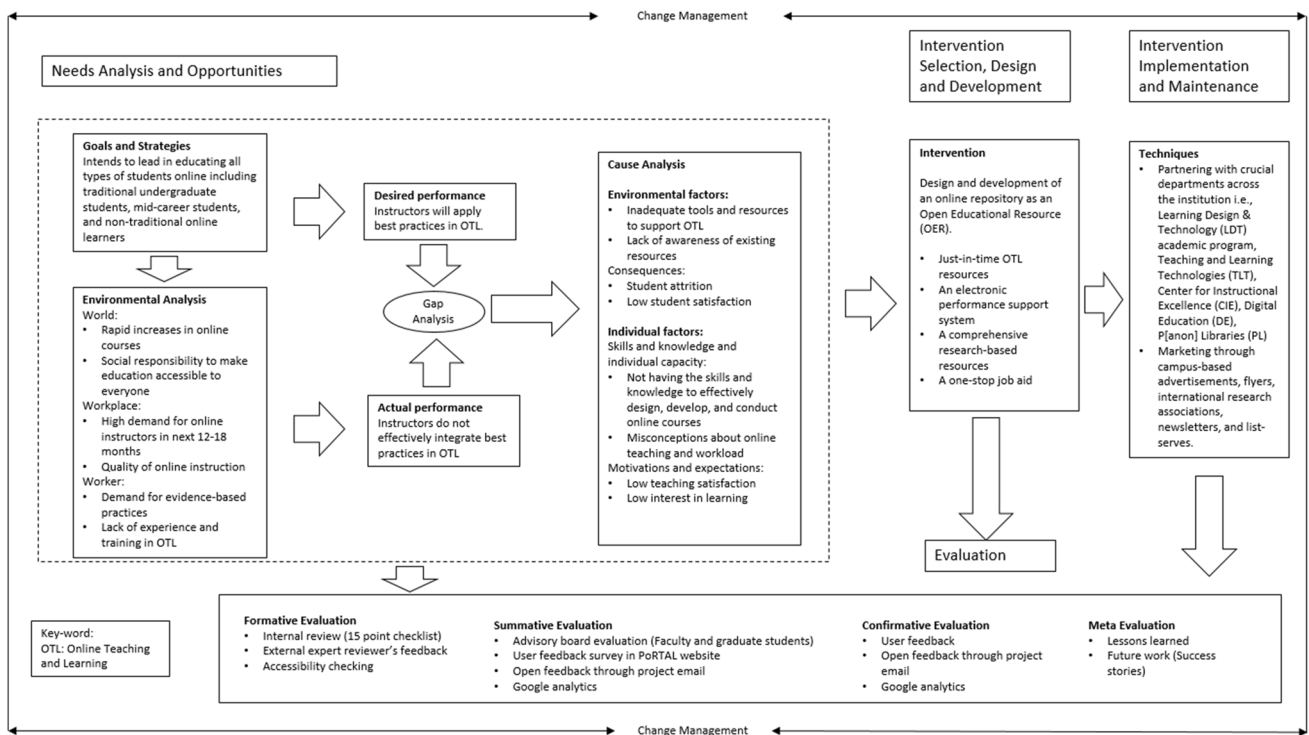 Change Management
Needs Analysis and Opportunities
Intervention
Selection, Design
and Development
Intervention
Implementation
and Maintenance
Goals and Strategies
Intends to lead in educating all
types of students online including
traditional undergraduate
students, mid-career students,
and non-traditional online
learners
Environmental Analysis
World:
• Rapid increases in online
courses
• Social responsibility to make
education accessible to
everyone
Workplace:
• High demand for online
instructors in next 12-18
months
• Quality of online instruction
Worker:
• Demand for evidence-based
practices
• Lack of experience and
training in OTL
Desired performance
Instructors will apply
best practices in OTL.
Gap
Analysis
Actual performance
Instructors do not
effectively integrate best
practices in OTL
Cause Analysis
Environmental factors:
• Inadequate tools and resources
to support OTL
• Lack of awareness of existing
resources
Consequences:
• Student attrition
• Low student satisfaction
Individual factors:
Skills and knowledge and
individual capacity:
• Not having the skills and
knowledge to effectively
design, develop, and conduct
online courses
• Misconceptions about online
teaching and workload
Motivations and expectations:
• Low teaching satisfaction
• Low interest in learning
Intervention
Design and development of
an online repository as an
Open Educational Resource
(OER).
• Just-in-time OTL
resources
• An electronic
performance support
system
• A comprehensive
research-based
resources
• A one-stop job aid
Techniques
• Partnering with crucial
departments across
the institution i.e.,
Learning Design &
Technology (LDT)
academic program,
Teaching and Learning
Technologies (TLT),
Center for Instructional
Excellence (CIE), Digital
Education (DE),
P[anon] Libraries (PL)
• Marketing through
campus-based
advertisements, flyers,
international research
associations,
newsletters, and list-
serves.
Evaluation
Key-word:
OTL: Online Teaching
and Learning
Formative Evaluation
• Internal review (15 point checklist)
• External expert reviewer's feedback
• Accessibility checking
Summative Evaluation
• Advisory board evaluation (Faculty and graduate students)
• User feedback survey in PoRTAL website
• Open feedback through project email
• Google analytics
Confirmative Evaluation
• User feedback
• Open feedback through project
email
• Google analytics
Meta Evaluation
• Lessons learned
• Future work (Success
stories)
Change Management